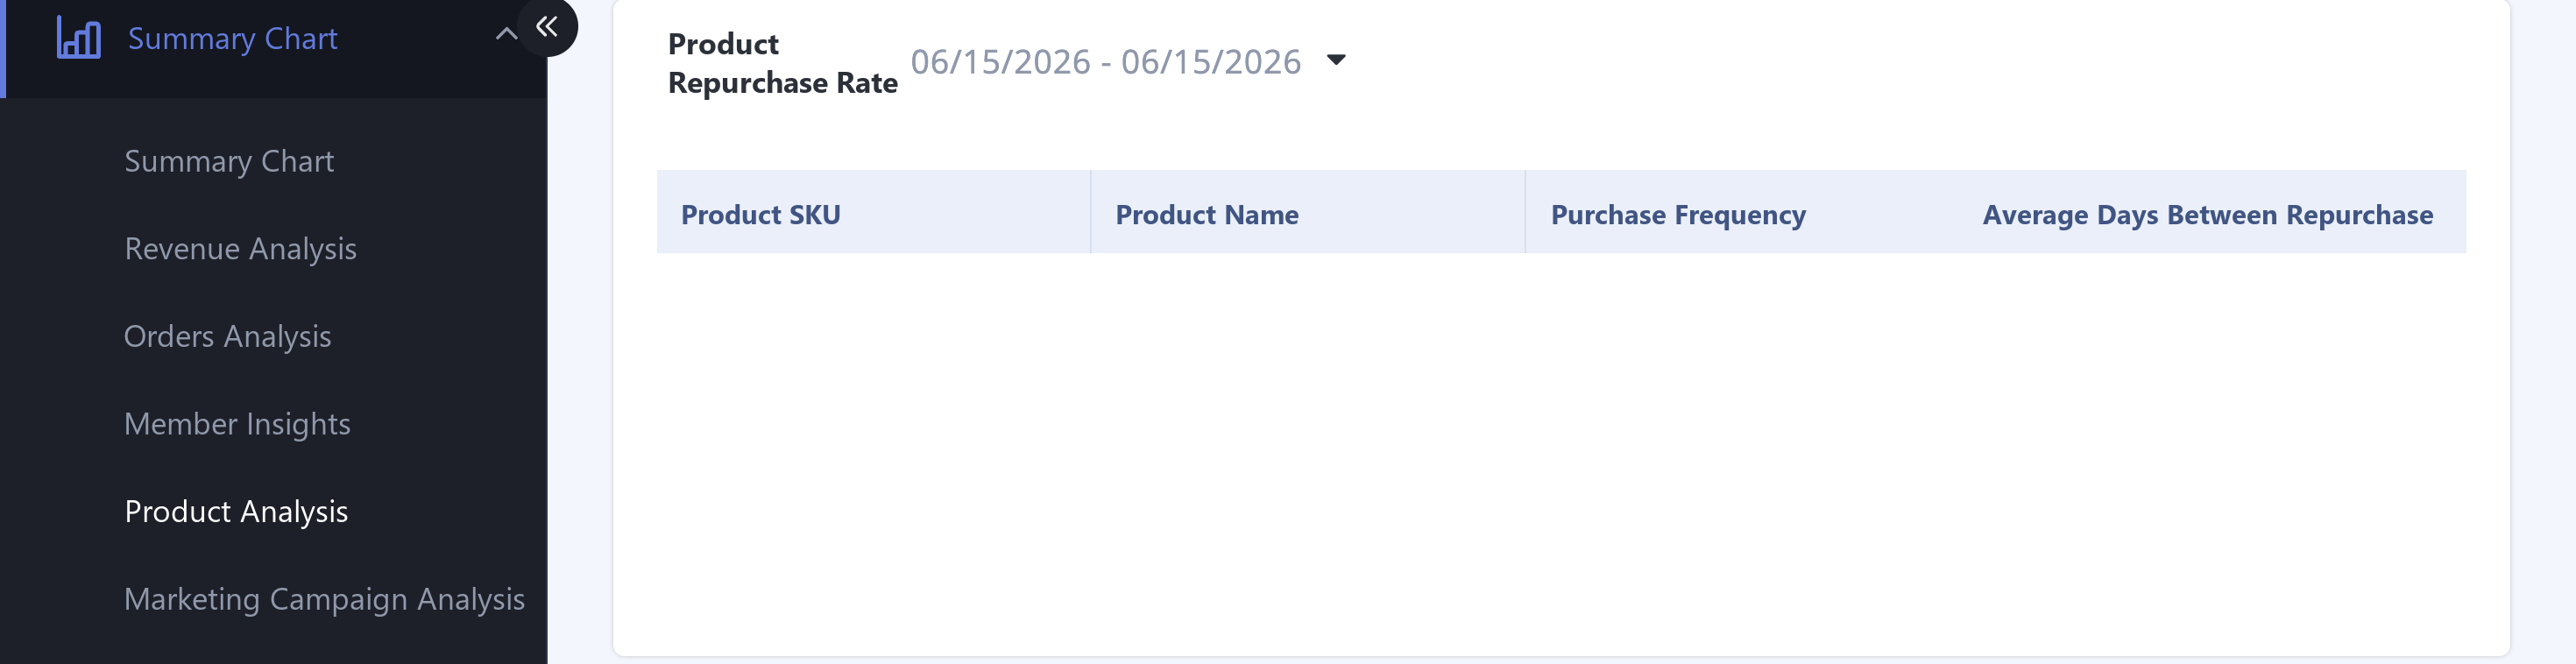 Summary Chart
Summary Chart
Revenue Analysis
Orders Analysis
Member Insights
Product Analysis
Marketing Campaign Analysis
Product
Repurchase Rate
06/15/2026 - 06/15/2026
Product SKU
Product Name
Purchase Frequency
Average Days Between Repurchase